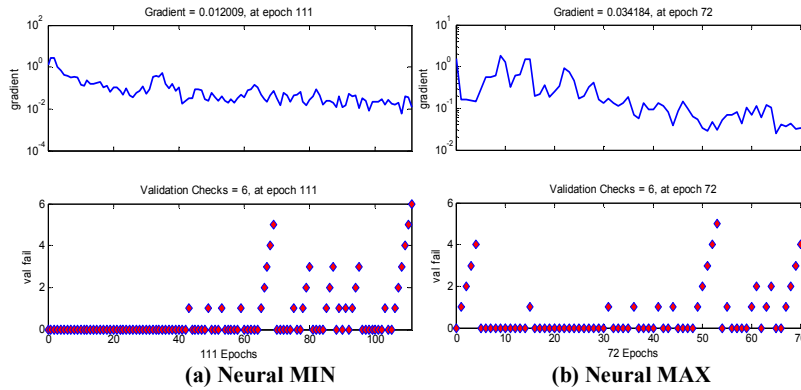 Gradient = 0.012009, at epoch 111
10^2
10^0
10^-2
10^-4
gradient
Validation Checks = 6, at epoch 111
6
4
2
0
val fail
0 20 40 60 80 100
111 Epochs
(a) Neural MIN
Gradient = 0.034184, at epoch 72
10^1
10^0
10^-1
10^-2
gradient
Validation Checks = 6, at epoch 72
6
4
2
0
val fail
0 10 20 30 40 50 60 70
72 Epochs
(b) Neural MAX